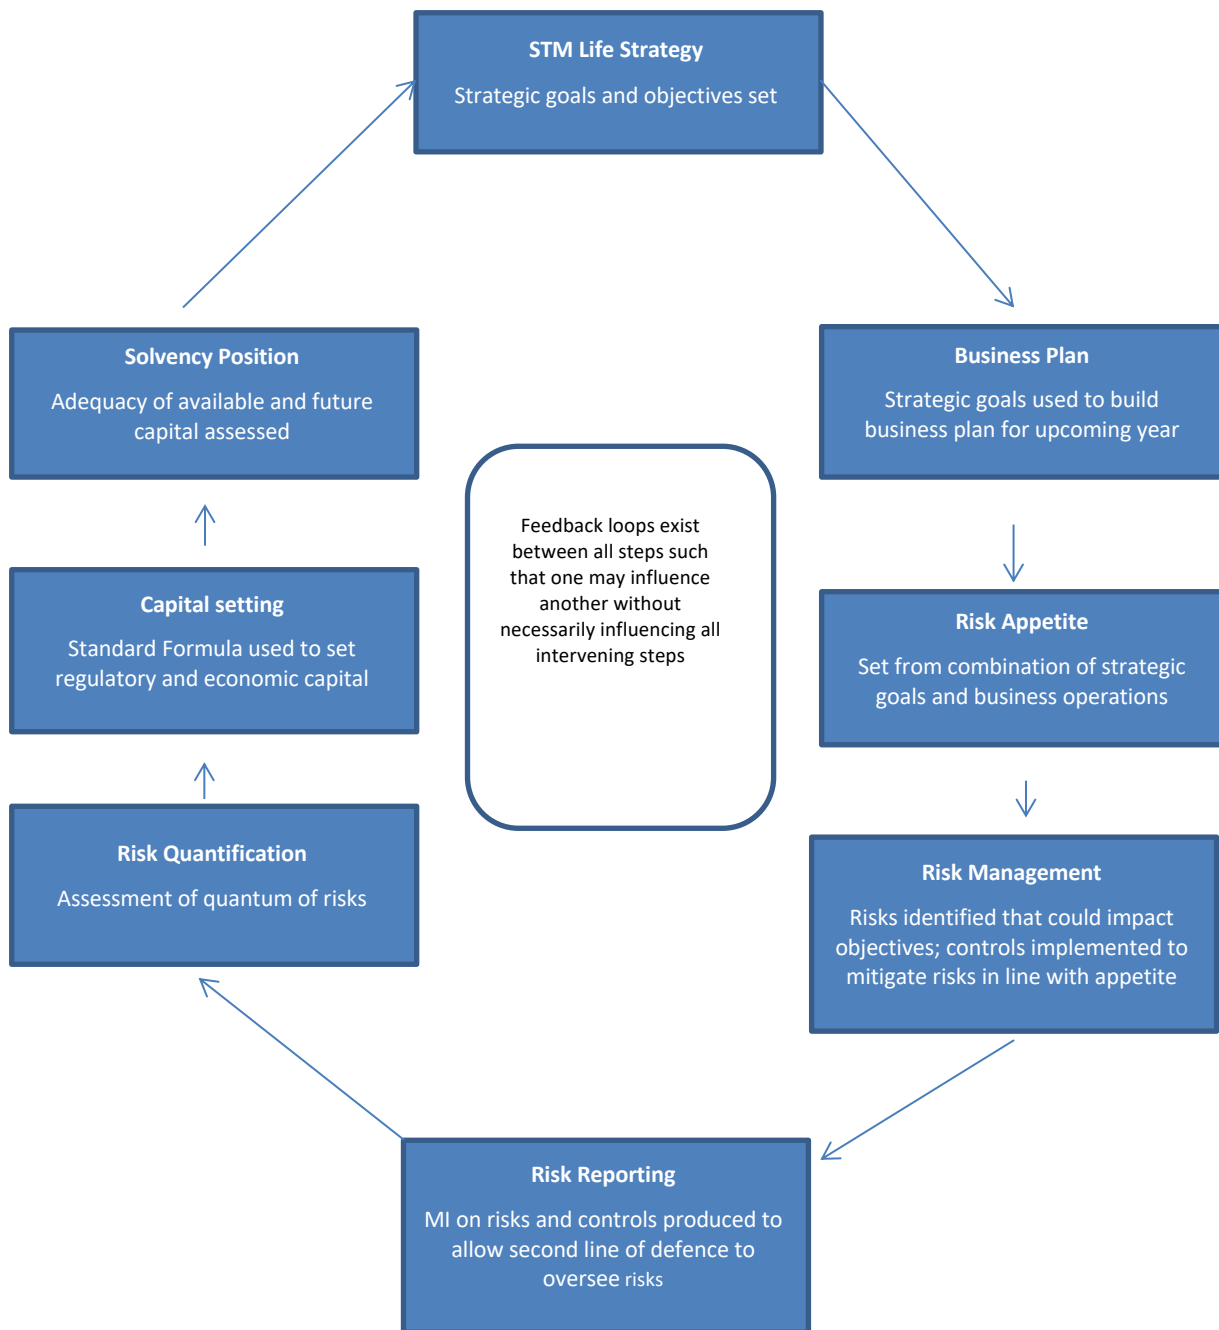 STM Life Strategy
Strategic goals and objectives set
Solvency Position
Adequacy of available and future
capital assessed
Business Plan
Strategic goals used to build
business plan for upcoming year
Feedback loops exist
between all steps such
that one may influence
another without
necessarily influencing all
intervening steps
Capital setting
Standard Formula used to set
regulatory and economic capital
Risk Appetite
Set from combination of strategic
goals and business operations
Risk Quantification
Assessment of quantum of risks
Risk Management
Risks identified that could impact
objectives; controls implemented to
mitigate risks in line with appetite
Risk Reporting
MI on risks and controls produced to
allow second line of defence to
oversee risks